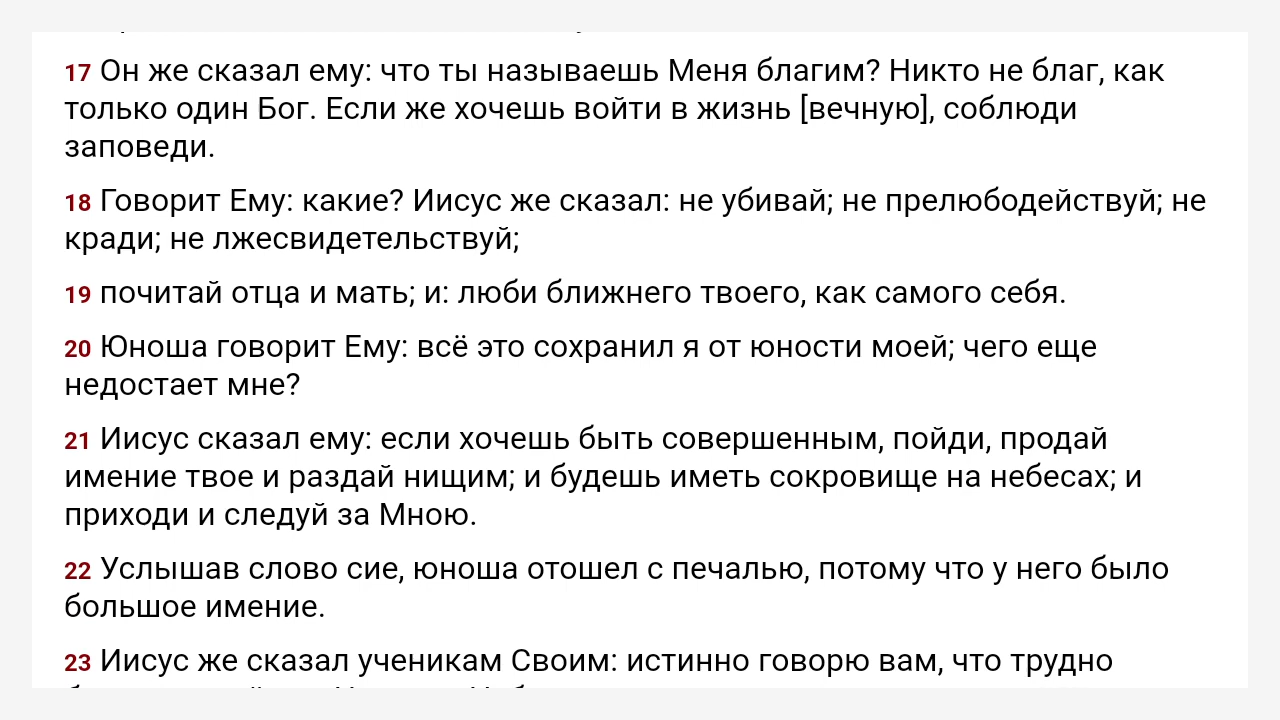 17 Он же сказал ему: что ты называешь Меня благим? Никто не благ, как
только один Бог. Если же хочешь войти в жизнь [вечную], соблюди
заповеди.
18 Говорит Ему: какие? Иисус же сказал: не убивай; не прелюбодействуй; не
кради; не лжесвидетельствуй;
19 почитай отца и мать; и: люби ближнего твоего, как самого себя.
20 Юноша говорит Ему: всё это сохранил я от юности моей; чего еще
недостает мне?
21 Иисус сказал ему: если хочешь быть совершенным, пойди, продай
имение твое и раздай нищим; и будешь иметь сокровище на небесах; и
приходи и следуй за Мною.
22 Услышав слово сие, юноша отошел с печалью, потому что у него было
большое имение.
23 Иисус же сказал ученикам Своим: истинно говорю вам, что трудно